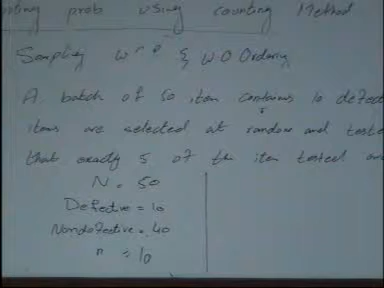 prob using counting Method
Sampling w r & w O Ordering
A batch of 50 item contains 10 defect
items are selected at random and teste
that exactly 5 of the item tested are
N = 50
Defective = 10
Nondefective = 40
n = 10